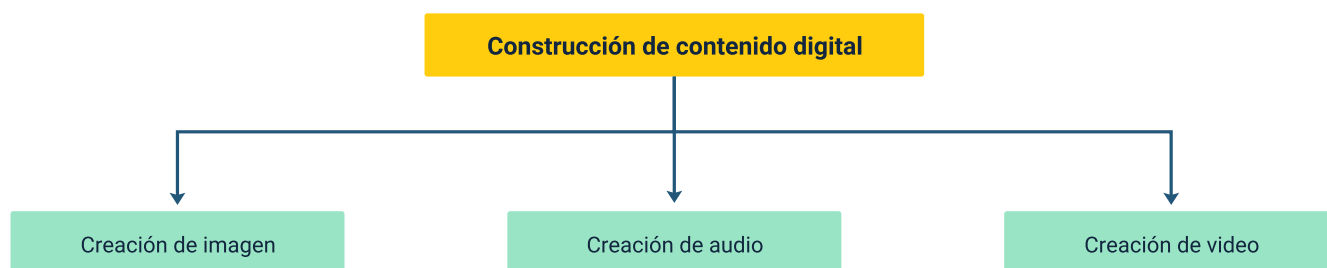 Construcción de contenido digital
Creación de imagen
Creación de audio
Creación de video